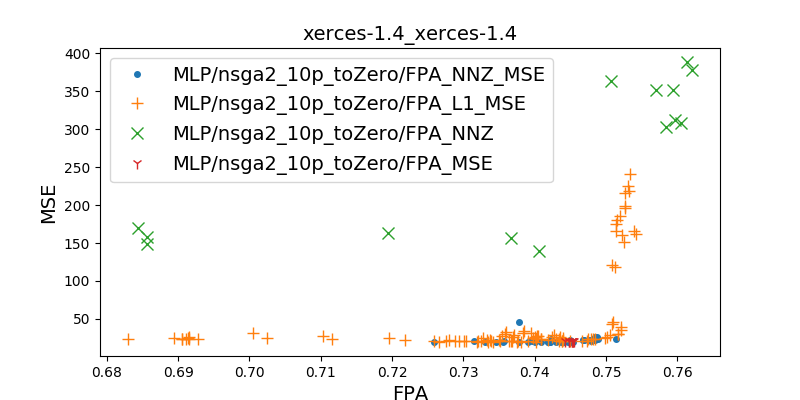 xerces-1.4_xerces-1.4
MLP/nsga2_10p_toZero/FPA_NNZ_MSE
MLP/nsga2_10p_toZero/FPA_L1_MSE
MLP/nsga2_10p_toZero/FPA_NNZ
MLP/nsga2_10p_toZero/FPA_MSE
MSE
400
350
300
250
200
150
100
50
0.68 0.69 0.70 0.71 0.72 0.73 0.74 0.75 0.76
FPA